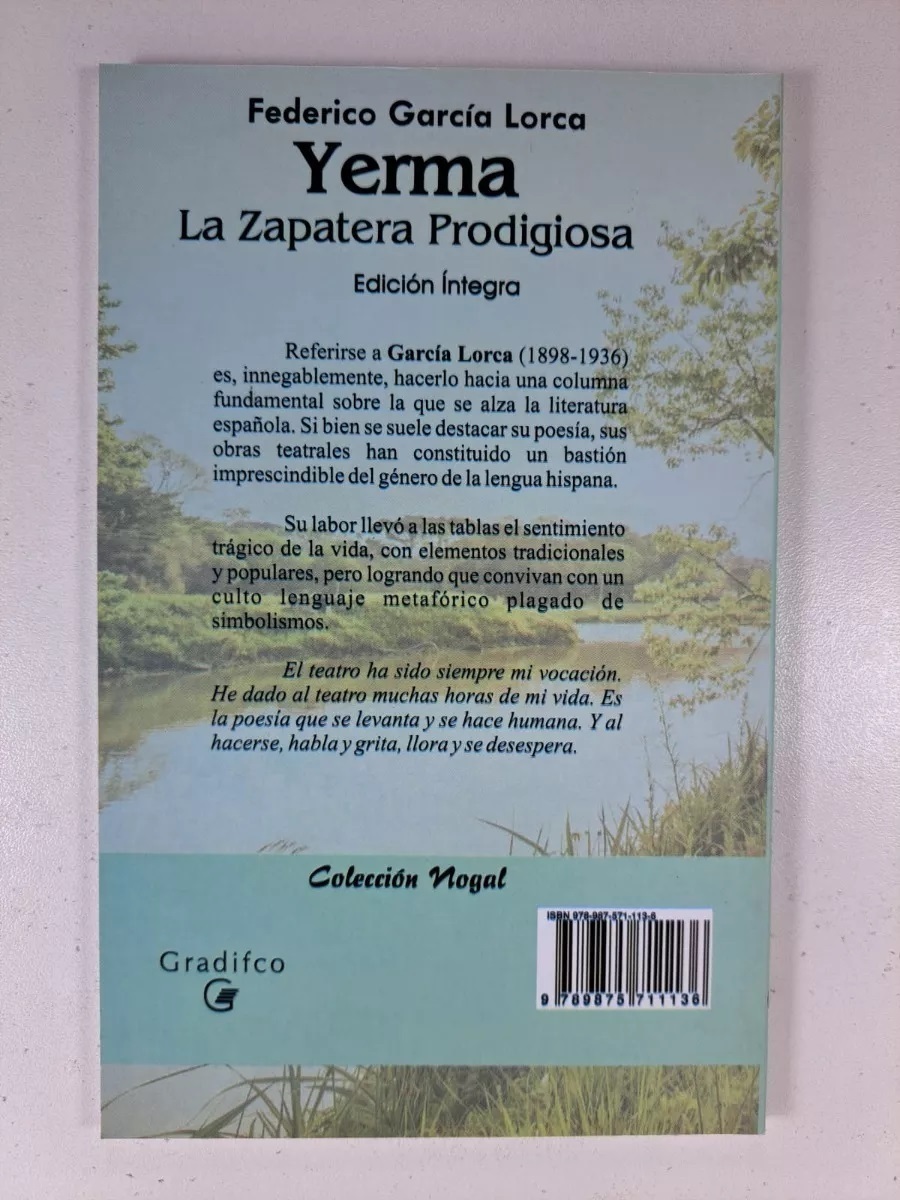 Federico García Lorca
Yerma
La Zapatera Prodigiosa
Edición Íntegra
Referirse a García Lorca (1898-1936)
es, innegablemente, hacerlo hacia una columna
fundamental sobre la que se alza la literatura
española. Si bien se suele destacar su poesía, sus
obras teatrales han constituido un bastión
imprescindible del género de la lengua hispana.
Su labor llevó a las tablas el sentimiento
trágico de la vida, con elementos tradicionales
y populares, pero logrando que convivan con un
culto lenguaje metafórico plagado de
simbolismos.
El teatro ha sido siempre mi vocación.
He dado al teatro muchas horas de mi vida. Es
la poesía que se levanta y se hace humana. Y al
hacerse, habla y grita, llora y se desespera.
Colección Nogal
Gradifco
ISBN 978-987-571-113-6
9 789875 711136